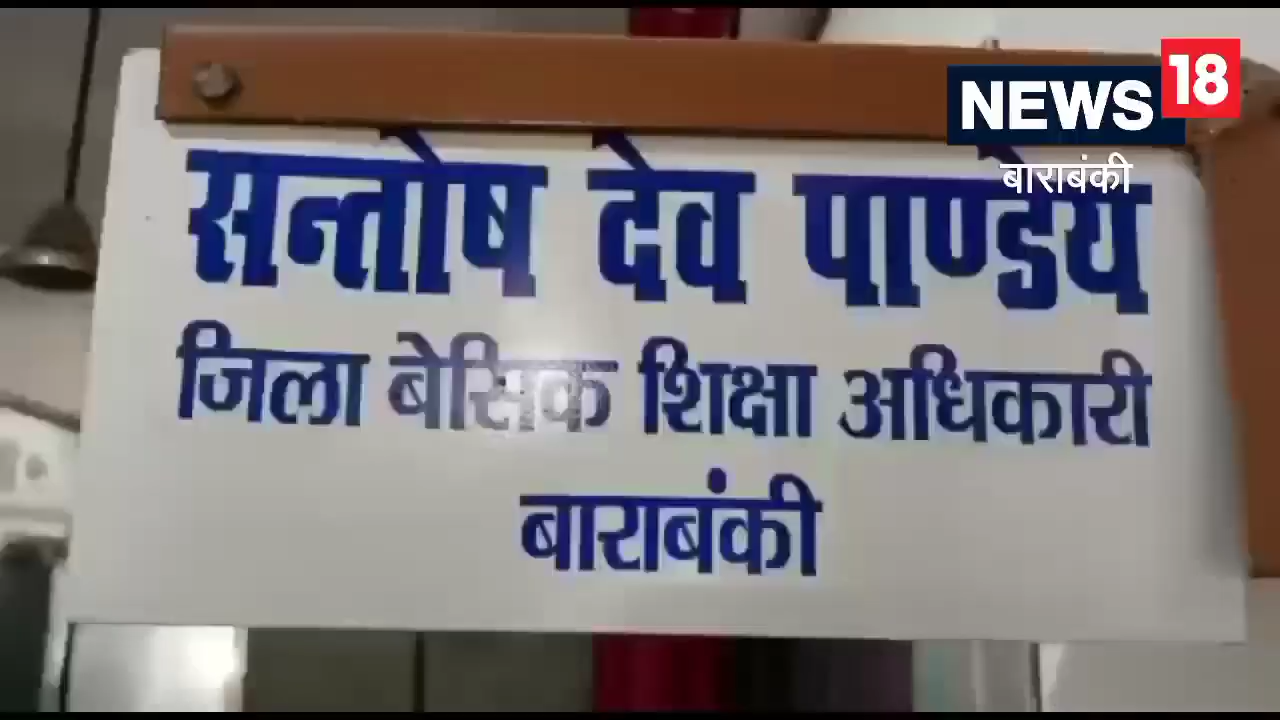 NEWS 18
बाराबंकी
सन्तोष देव पाण्डेय
जिला बेसिक शिक्षा अधिकारी
बाराबंकी